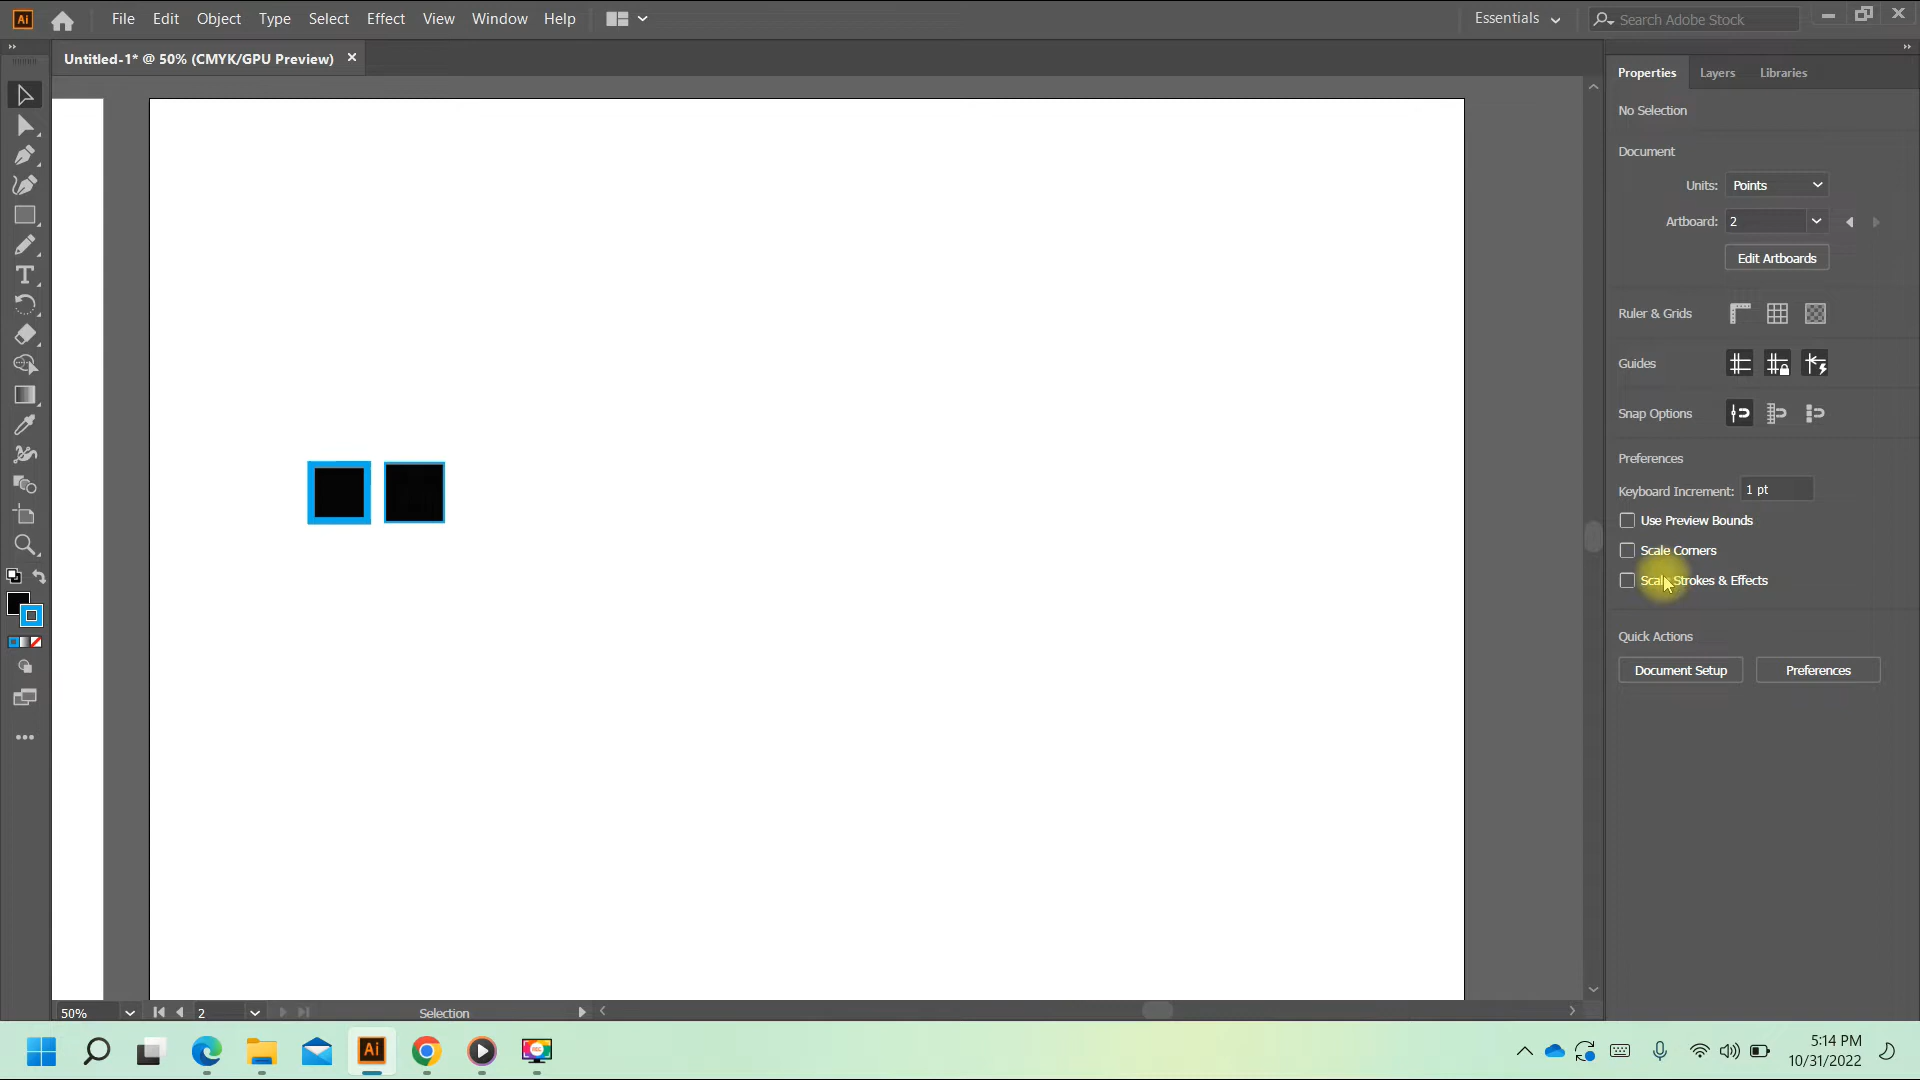 Ai File Edit Object Type Select Effect View Window Help Essentials Search Adobe Stock
Untitled-1* @ 50% (CMYK/GPU Preview)
Properties Layers Libraries
No Selection
Document
Units: Points
Artboard: 2
Edit Artboards
Ruler & Grids
Guides
Snap Options
Preferences
Keyboard Increment: 1 pt
Use Preview Bounds
Scale Corners
Scale Strokes & Effects
Quick Actions
Document Setup Preferences
50% 2 Selection
Ai
5:14 PM
10/31/2022